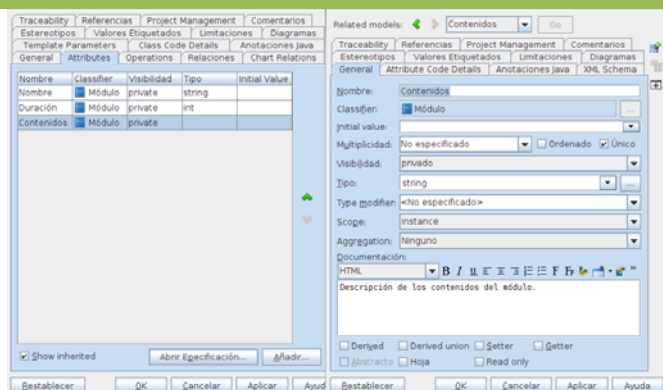 Traceability Referencias Project Management Comentarios
Estereotipos Valores Etiquetados Limitaciones Diagramas
Template Parameters Class Code Details Anotaciones Java
General Attributes Operations Relaciones Chart Relations
Nombre Classifier Visibilidad Tipo Initial Value
Nombre Módulo private string
Duración Módulo private int
Contenidos Módulo private
Show inherited Abrir Especificación... Añadir...
Restablecer OK Cancelar Aplicar Ayud
Related models: Contenidos Go
Traceability Referencias Project Management Comentarios
Estereotipos Valores Etiquetados Limitaciones Diagramas
General Attribute Code Details Anotaciones Java XML Schema
Nombre: Contenidos
Classifier: Módulo ...
Initial value:
Multiplicidad: No especificado Ordenado Único
Visibilidad: privado
Tipo: string ...
Type modifier: <No especificado>
Scope: instance
Aggregation: Ninguno
Documentación:
HTML B I U F
Descripción de los contenidos del módulo.
Derived Derived union Setter Getter
Abstracto Hoja Read only
Restablecer OK Cancelar Aplicar Ayuda